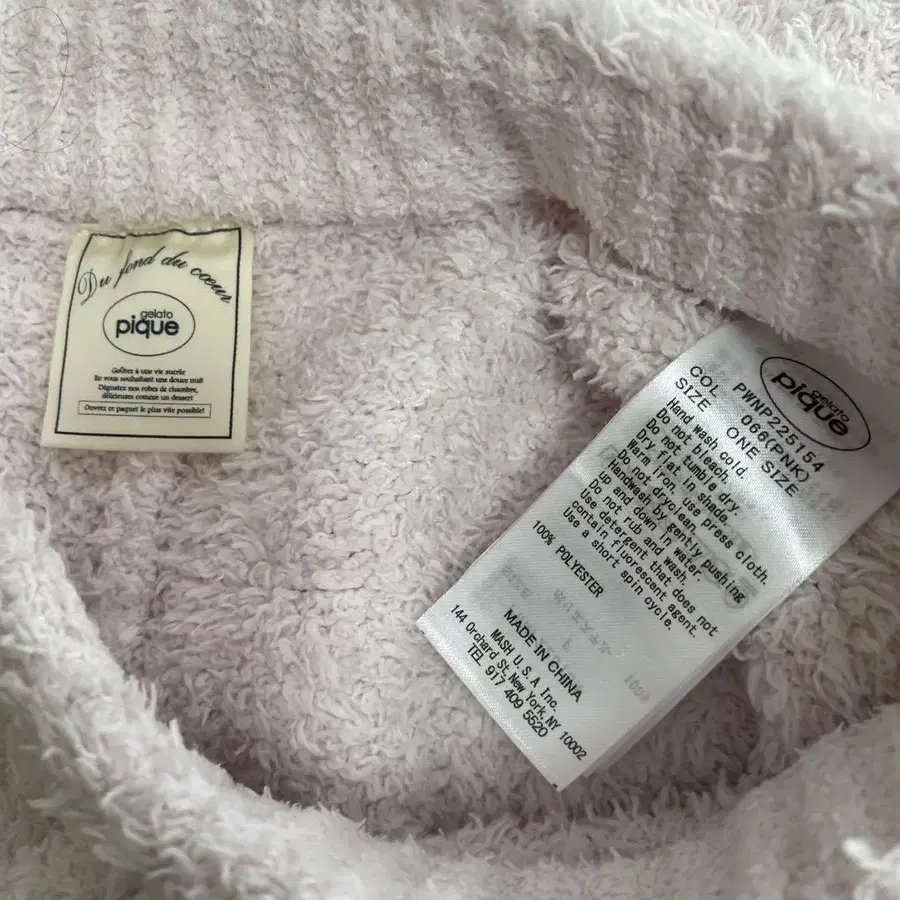 Du fond du cœur
gelato
pique
Goûtez à une vie sucrée
En vous souhaitant une douce nuit
Dégustez nos robes de chambre,
délicieuses comme un dessert
Ouvrez ce paquet le plus vite possible!
gelato
pique
PWNP225154
COL 066(PNK)
SIZE ONE SIZE
Hand wash cold.
Do not bleach.
Do not tumble dry.
Dry flat in shade.
Warm iron, use press cloth.
Do not dryclean.
Handwash by gently pushing
up and down in water.
Do not rub and wash.
Use detergent that does not
contain fluorescent agent.
Use a short spin cycle.
100% POLYESTER
MADE IN CHINA
MASH U.S.A Inc.
144 Orchard St, New York, NY 10002
TEL 917 409 5520